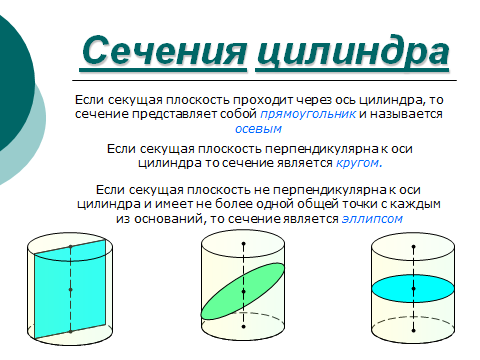 Сечения цилиндра
Если секущая плоскость проходит через ось цилиндра, то
сечение представляет собой прямоугольник и называется
осевым
Если секущая плоскость перпендикулярна к оси
цилиндра то сечение является кругом.
Если секущая плоскость не перпендикулярна к оси
цилиндра и имеет не более одной общей точки с каждым
из оснований, то сечение является эллипсом